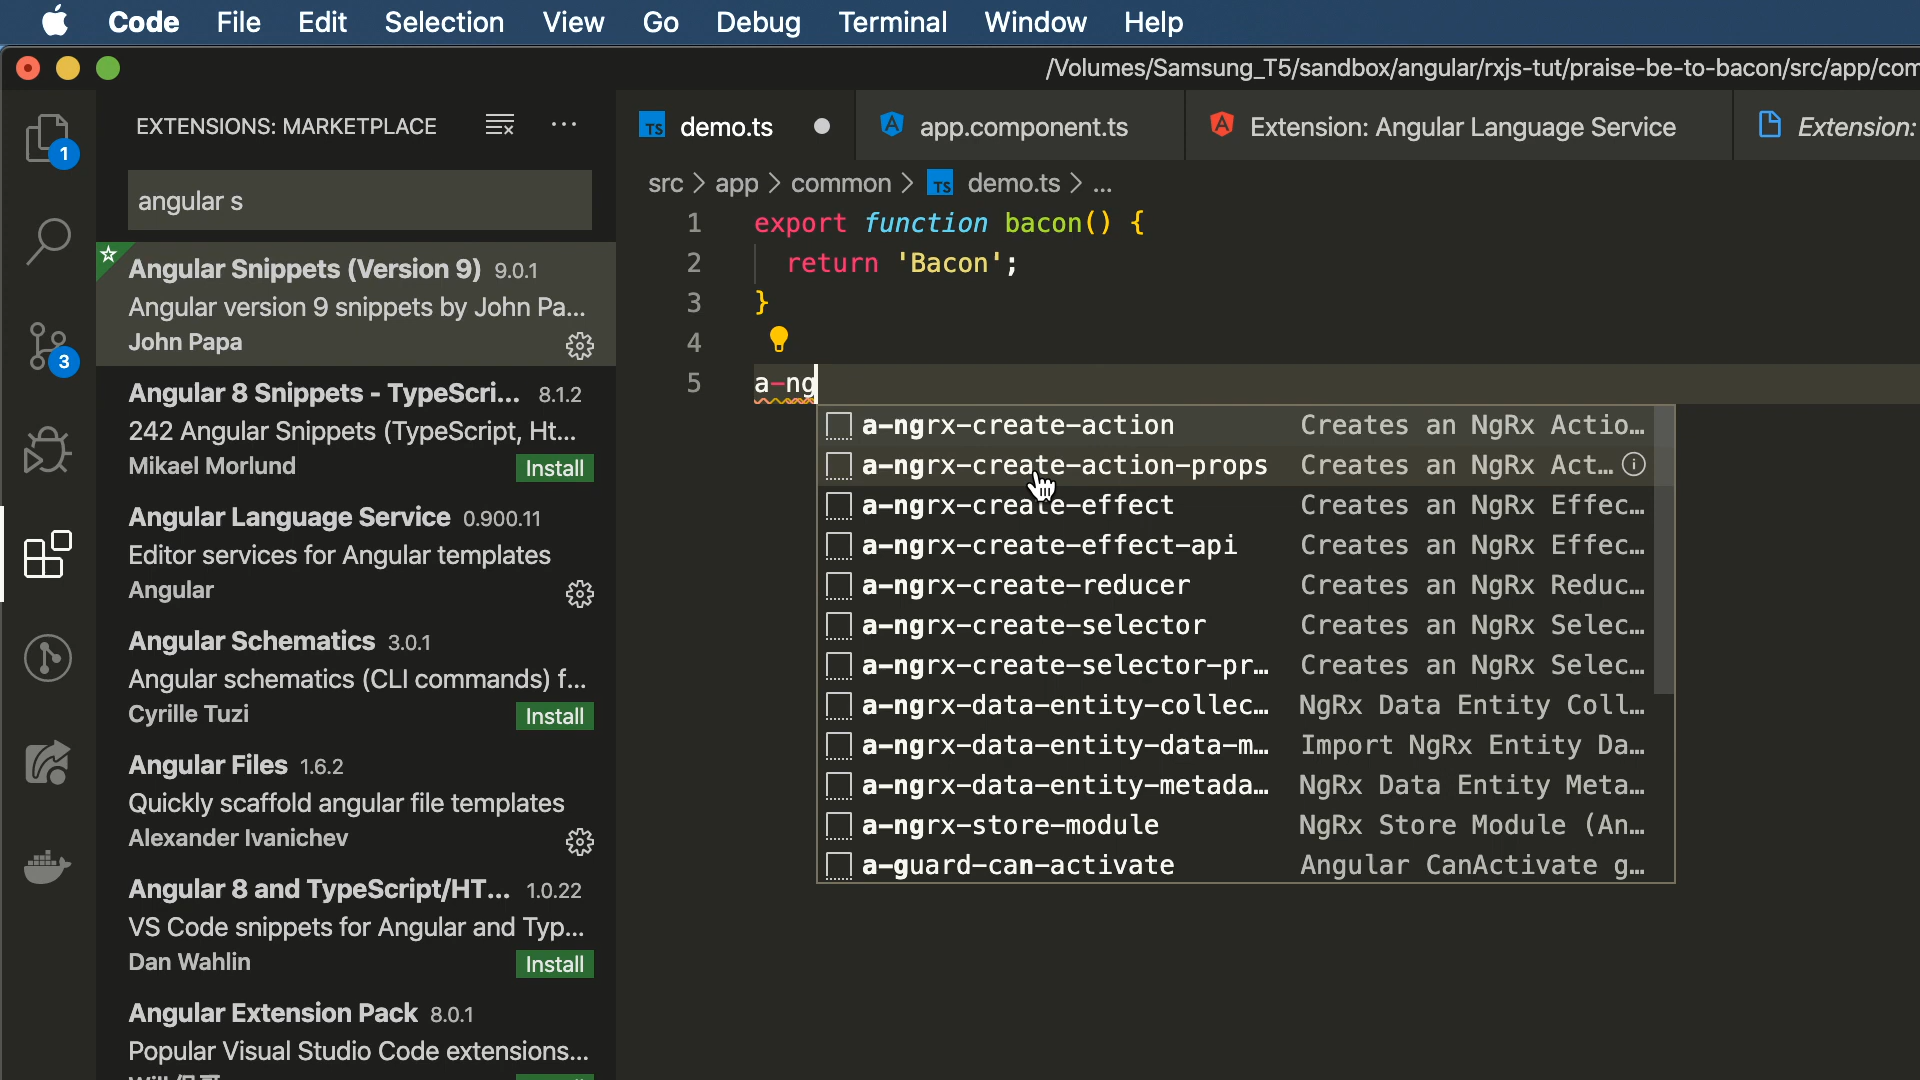 Code File Edit Selection View Go Debug Terminal Window Help
/Volumes/Samsung_T5/sandbox/angular/rxjs-tut/praise-be-to-bacon/src/app/com
EXTENSIONS: MARKETPLACE
angular s
Angular Snippets (Version 9) 9.0.1
Angular version 9 snippets by John Pa...
John Papa
Angular 8 Snippets - TypeScri... 8.1.2
242 Angular Snippets (TypeScript, Ht...
Mikael Morlund Install
Angular Language Service 0.900.11
Editor services for Angular templates
Angular
Angular Schematics 3.0.1
Angular schematics (CLI commands) f...
Cyrille Tuzi Install
Angular Files 1.6.2
Quickly scaffold angular file templates
Alexander Ivanichev
Angular 8 and TypeScript/HT... 1.0.22
VS Code snippets for Angular and Typ...
Dan Wahlin Install
Angular Extension Pack 8.0.1
Popular Visual Studio Code extensions...
1
3
TS demo.ts app.component.ts Extension: Angular Language Service Extension:
src > app > common > TS demo.ts > ...
1 export function bacon() {
2 return 'Bacon';
3 }
4
5 a-ng
a-ngrx-create-action Creates an NgRx Actio...
a-ngrx-create-action-props Creates an NgRx Act...
a-ngrx-create-effect Creates an NgRx Effec...
a-ngrx-create-effect-api Creates an NgRx Effec...
a-ngrx-create-reducer Creates an NgRx Reduc...
a-ngrx-create-selector Creates an NgRx Selec...
a-ngrx-create-selector-pr... Creates an NgRx Selec...
a-ngrx-data-entity-collec... NgRx Data Entity Coll...
a-ngrx-data-entity-data-m... Import NgRx Entity Da...
a-ngrx-data-entity-metada... NgRx Data Entity Meta...
a-ngrx-store-module NgRx Store Module (An...
a-guard-can-activate Angular CanActivate g...